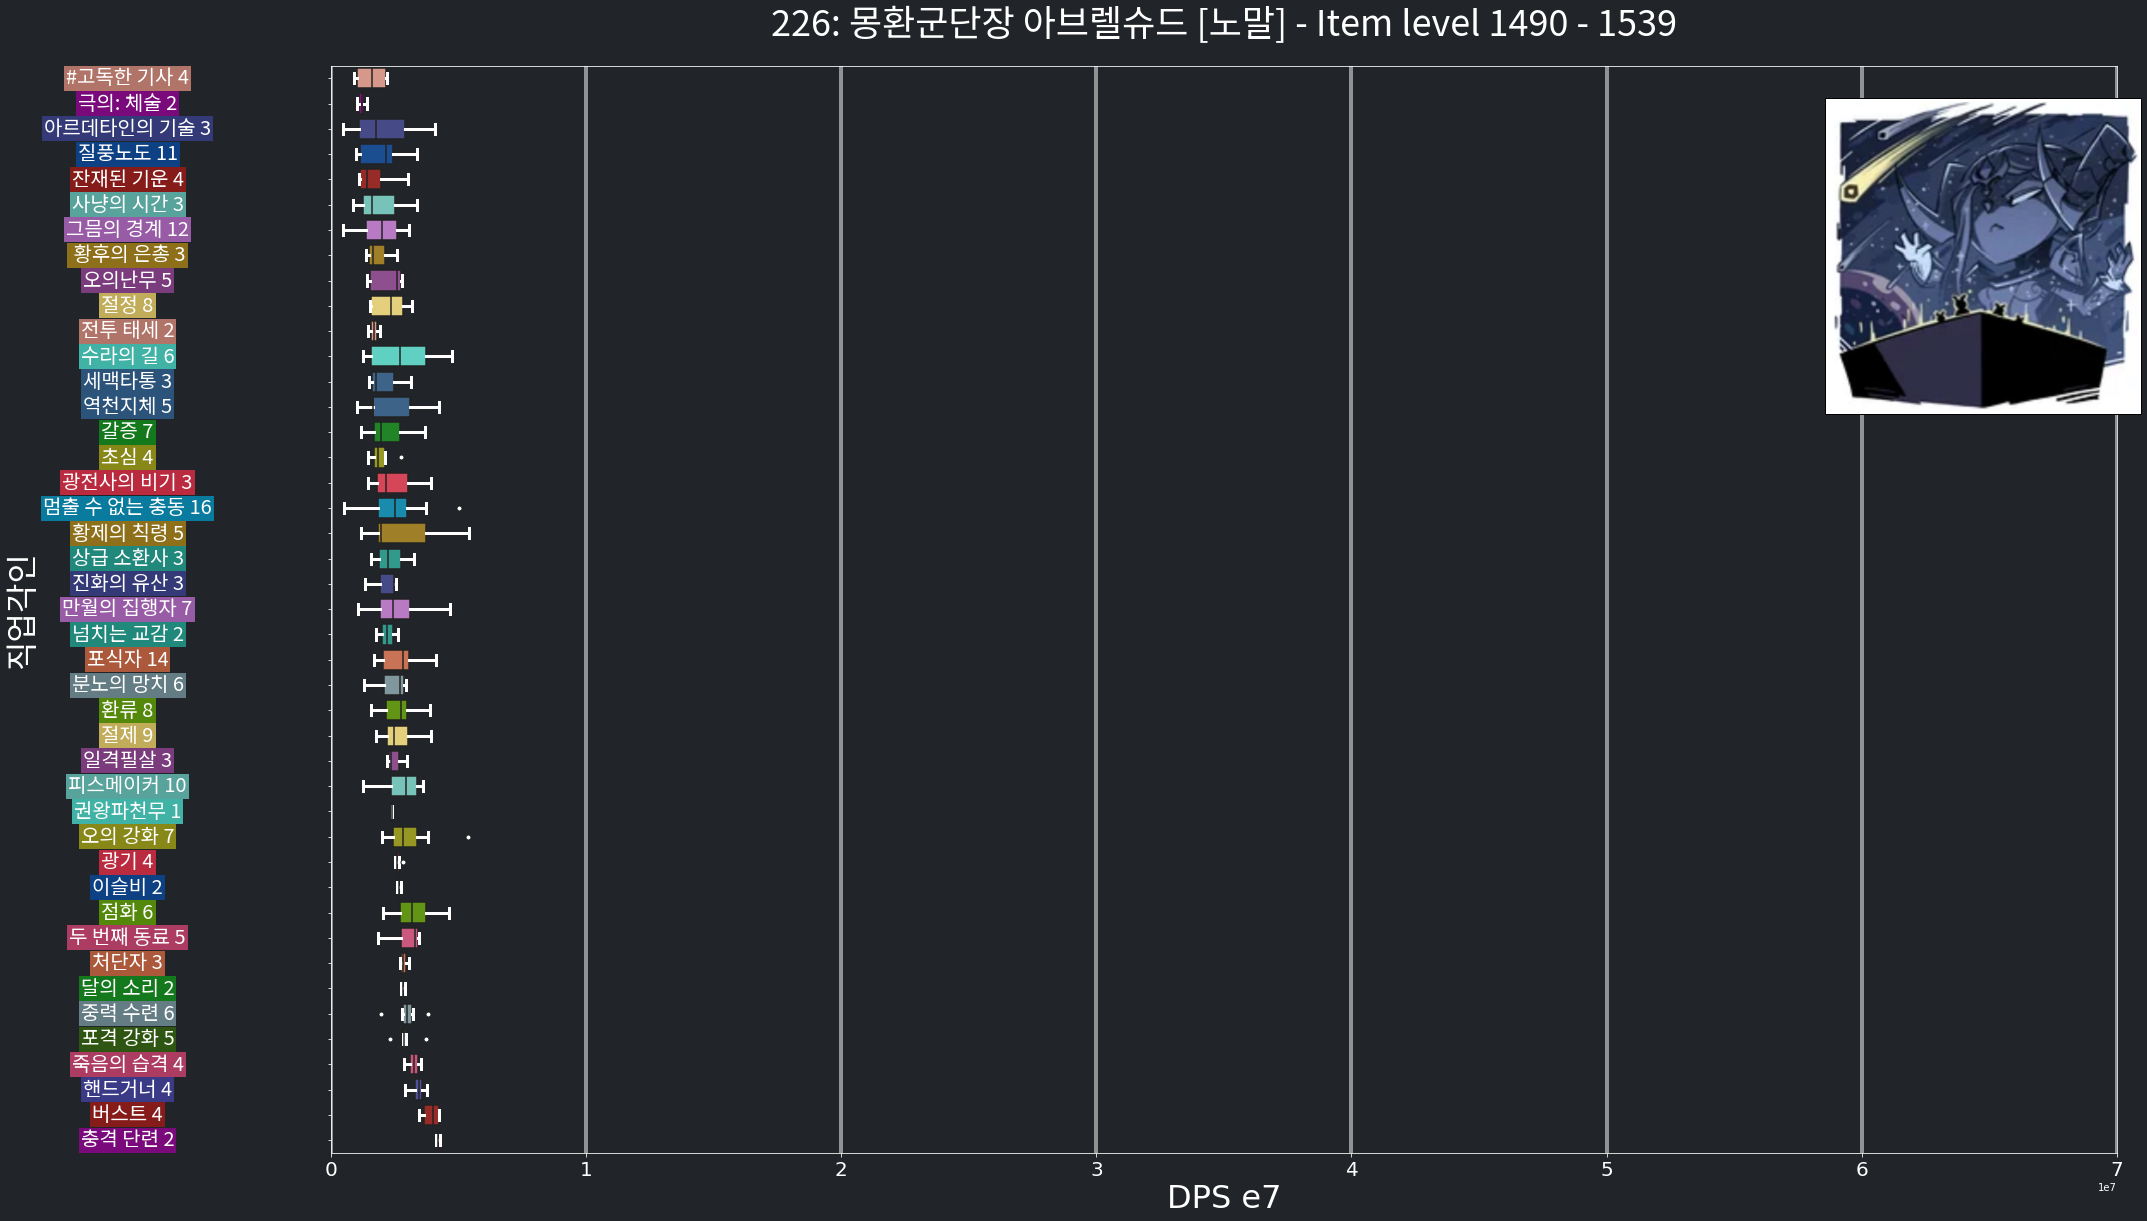 226: 몽환군단장 아브렐슈드 [노말] - Item level 1490 - 1539
#고독한 기사 4
극의: 체술 2
아르데타인의 기술 3
질풍노도 11
잔재된 기운 4
사냥의 시간 3
그믐의 경계 12
황후의 은총 3
오의난무 5
절정 8
전투 태세 2
수라의 길 6
세맥타통 3
역천지체 5
갈증 7
초심 4
광전사의 비기 3
멈출 수 없는 충동 16
황제의 칙령 5
상급 소환사 3
진화의 유산 3
만월의 집행자 7
넘치는 교감 2
포식자 14
분노의 망치 6
환류 8
절제 9
일격필살 3
피스메이커 10
권왕파천무 1
오의 강화 7
광기 4
이슬비 2
점화 6
두 번째 동료 5
처단자 3
달의 소리 2
중력 수련 6
포격 강화 5
죽음의 습격 4
핸드거너 4
버스트 4
충격 단련 2
직업각인
0 1 2 3 4 5 6 7
1e7
DPS e7